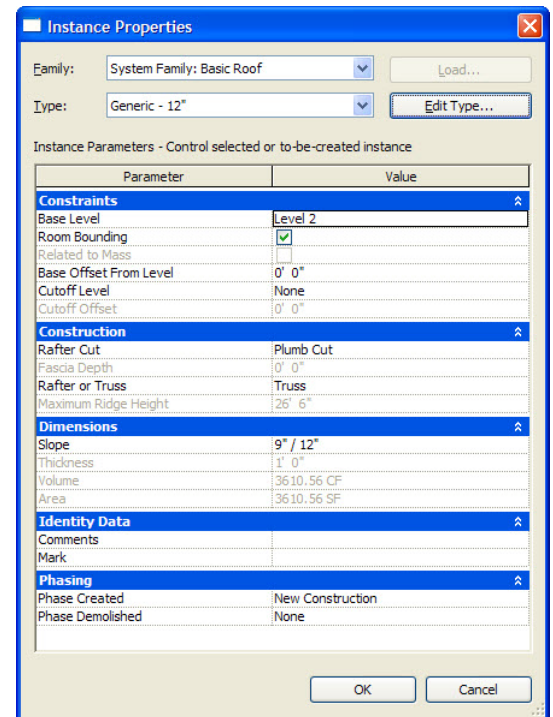 Instance Properties
Family: System Family: Basic Roof Load...
Type: Generic - 12" Edit Type...
Instance Parameters - Control selected or to-be-created instance
Parameter Value
Constraints
Base Level Level 2
Room Bounding
Related to Mass
Base Offset From Level 0' 0"
Cutoff Level None
Cutoff Offset 0' 0"
Construction
Rafter Cut Plumb Cut
Fascia Depth 0' 0"
Rafter or Truss Truss
Maximum Ridge Height 26' 6"
Dimensions
Slope 9" / 12"
Thickness 1' 0"
Volume 3610.56 CF
Area 3610.56 SF
Identity Data
Comments
Mark
Phasing
Phase Created New Construction
Phase Demolished None
OK Cancel